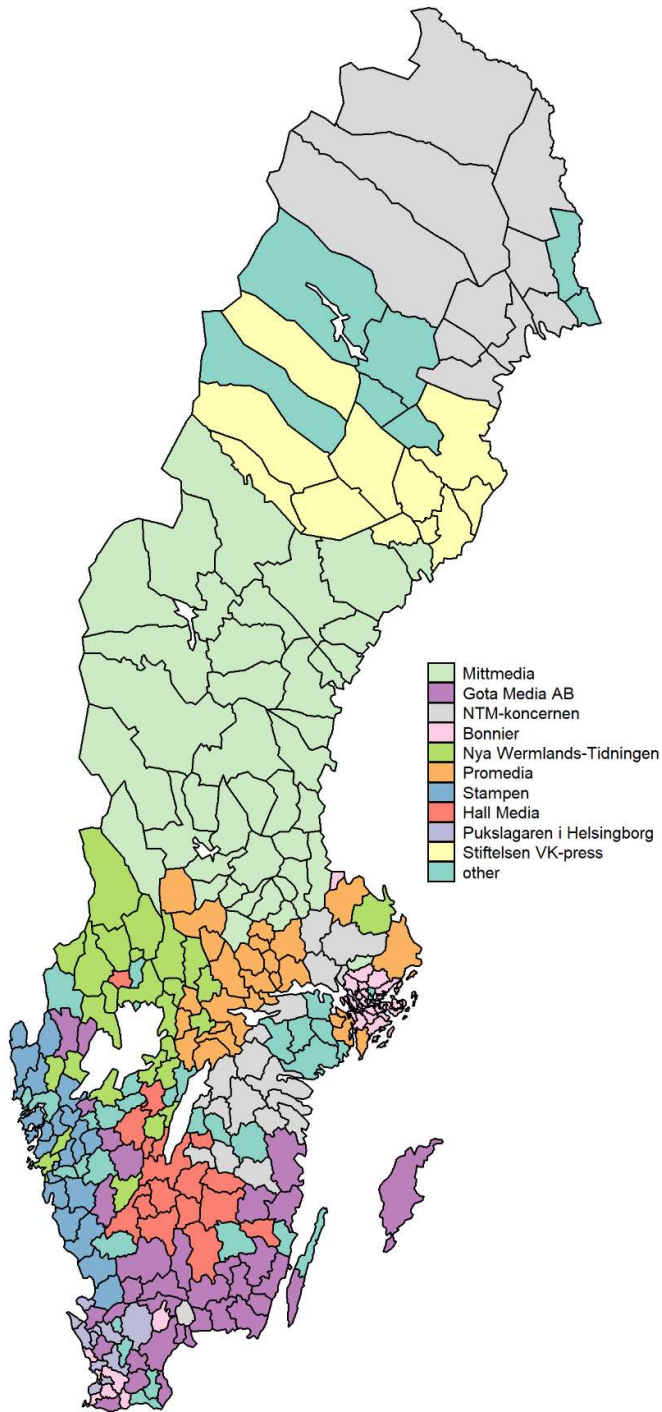 Mittmedia
Gota Media AB
NTM-koncernen
Bonnier
Nya Wermlands-Tidningen
Promedia
Stampen
Hall Media
Pukslagaren i Helsingborg
Stiftelsen VK-press
other